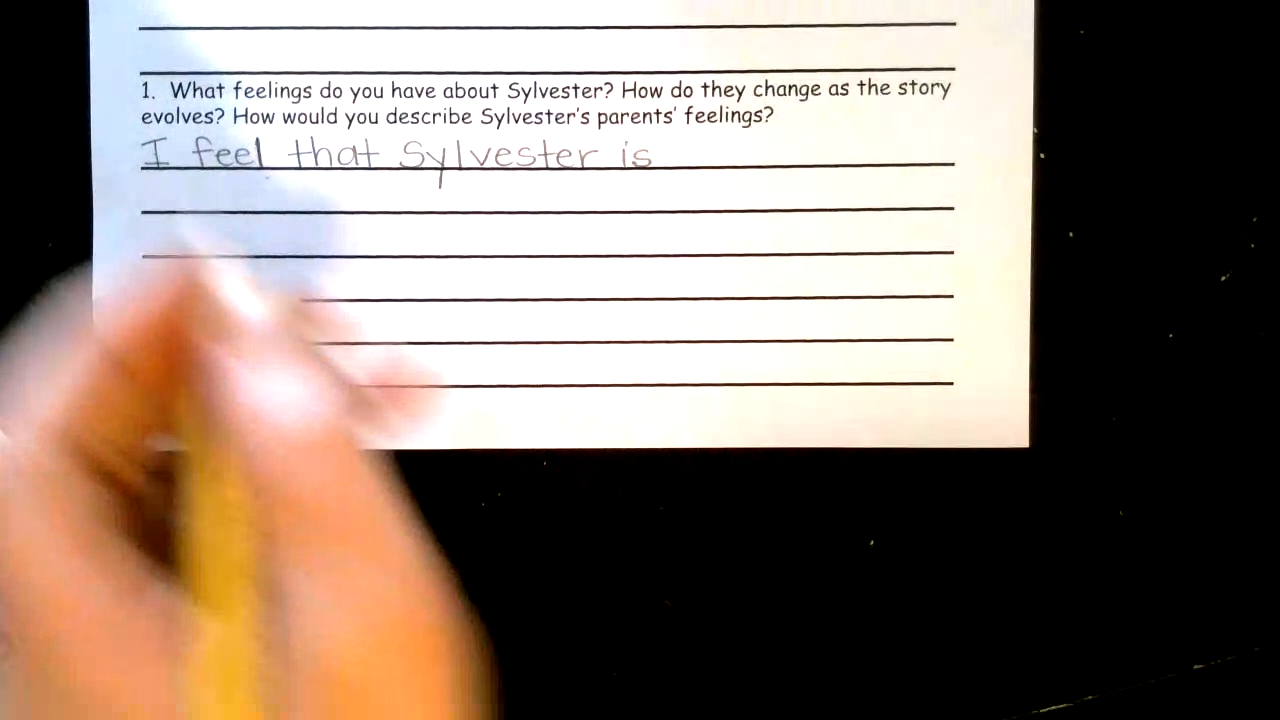 1. What feelings do you have about Sylvester? How do they change as the story
evolves? How would you describe Sylvester's parents' feelings?
I feel that Sylvester is